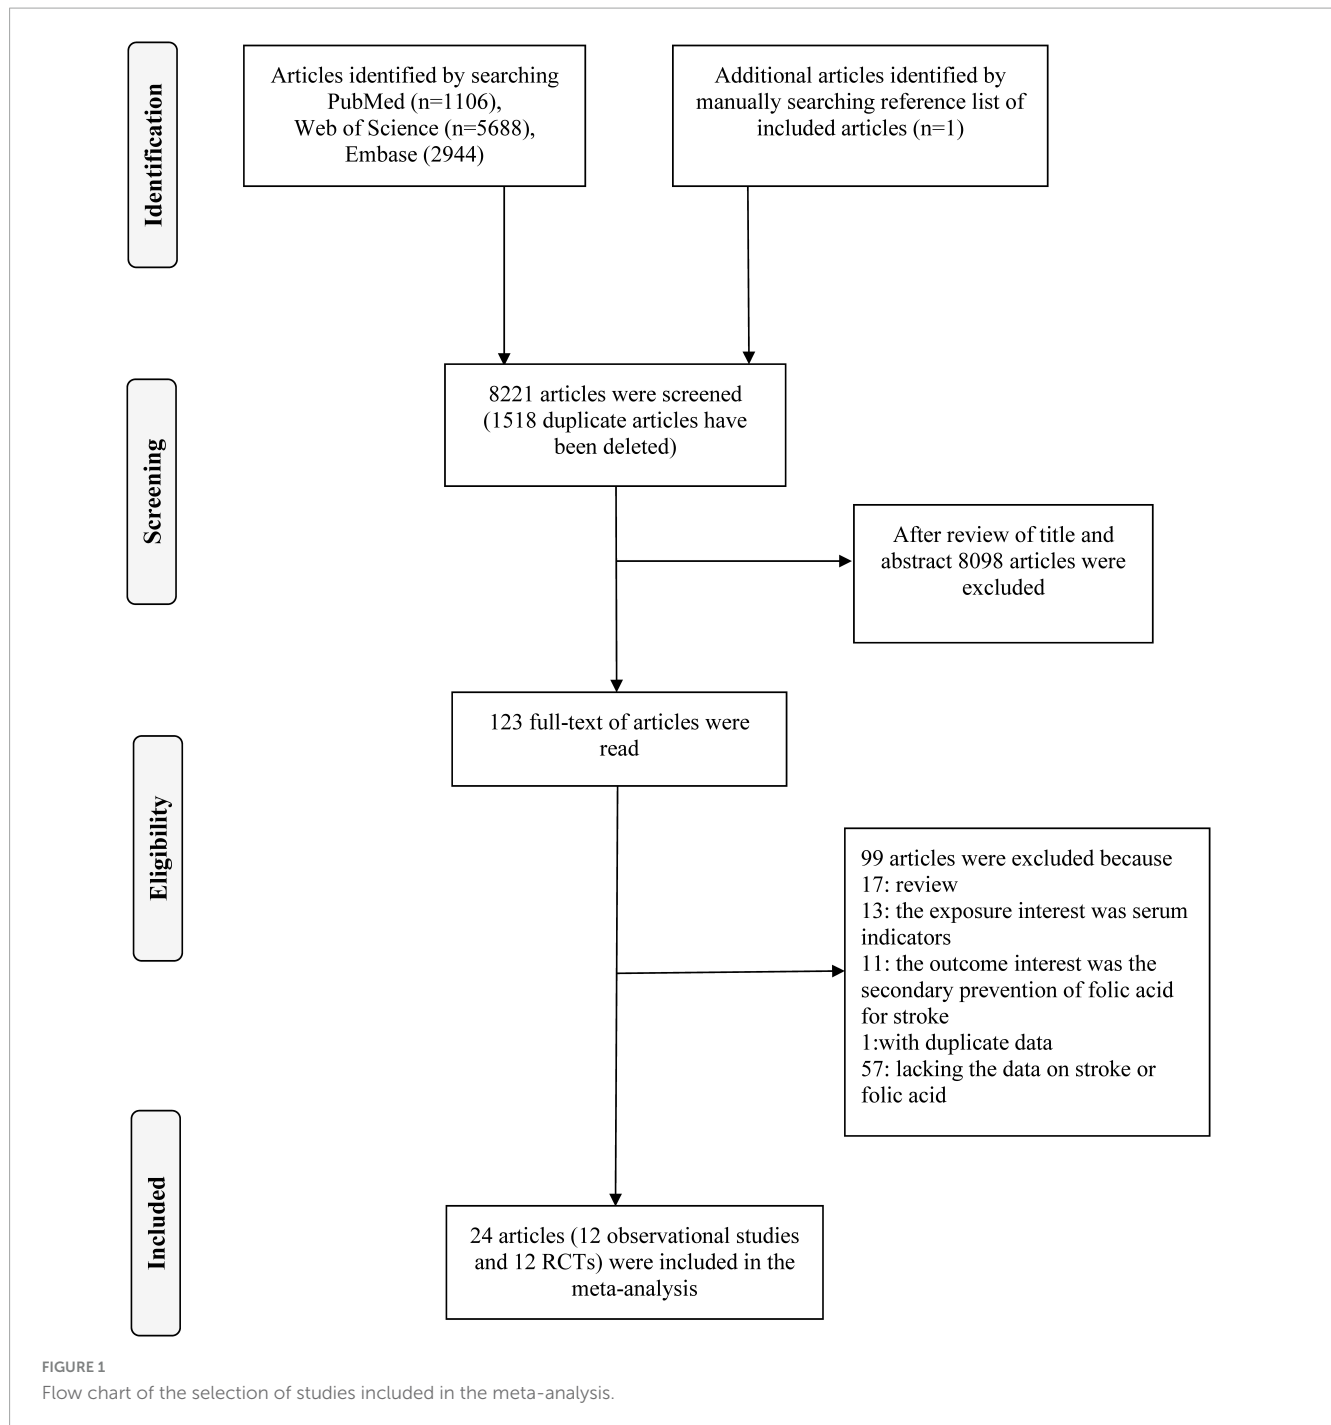 Identification
Articles identified by searching
PubMed (n=1106),
Web of Science (n=5688),
Embase (2944)
Additional articles identified by
manually searching reference list of
included articles (n=1)
Screening
8221 articles were screened
(1518 duplicate articles have
been deleted)
After review of title and
abstract 8098 articles were
excluded
Eligibility
123 full-text of articles were
read
99 articles were excluded because
17: review
13: the exposure interest was serum
indicators
11: the outcome interest was the
secondary prevention of folic acid
for stroke
1:with duplicate data
57: lacking the data on stroke or
folic acid
Included
24 articles (12 observational studies
and 12 RCTs) were included in the
meta-analysis
FIGURE 1
Flow chart of the selection of studies included in the meta-analysis.